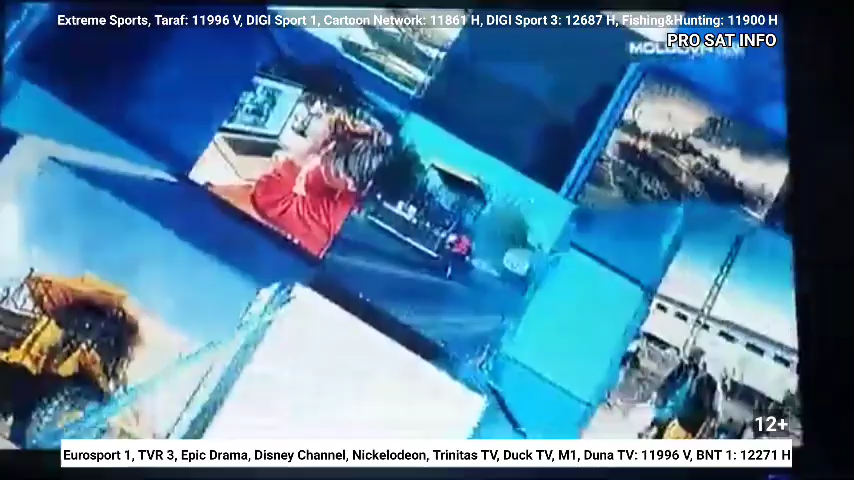 Extreme Sports, Taraf: 11996 V, DIGI Sport 1, Cartoon Network: 11861 H, DIGI Sport 3: 12687 H, Fishing&Hunting: 11900 H
PRO SAT INFO
12+
Eurosport 1, TVR 3, Epic Drama, Disney Channel, Nickelodeon, Trinitas TV, Duck TV, M1, Duna TV: 11996 V, BNT 1: 12271 H